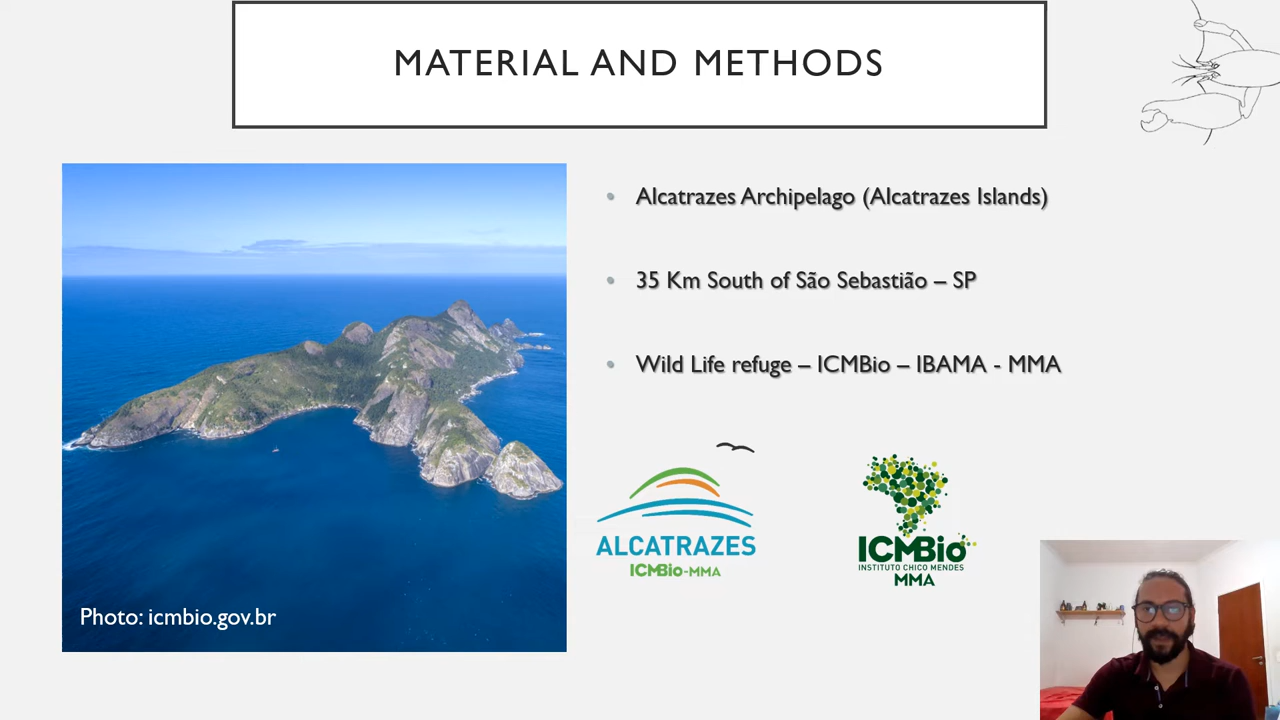 MATERIAL AND METHODS
• Alcatrazes Archipelago (Alcatrazes Islands)
• 35 Km South of São Sebastião – SP
• Wild Life refuge – ICMBio – IBAMA - MMA
ALCATRAZES
ICMBio-MMA
ICMBio
INSTITUTO CHICO MENDES
MMA
Photo: icmbio.gov.br